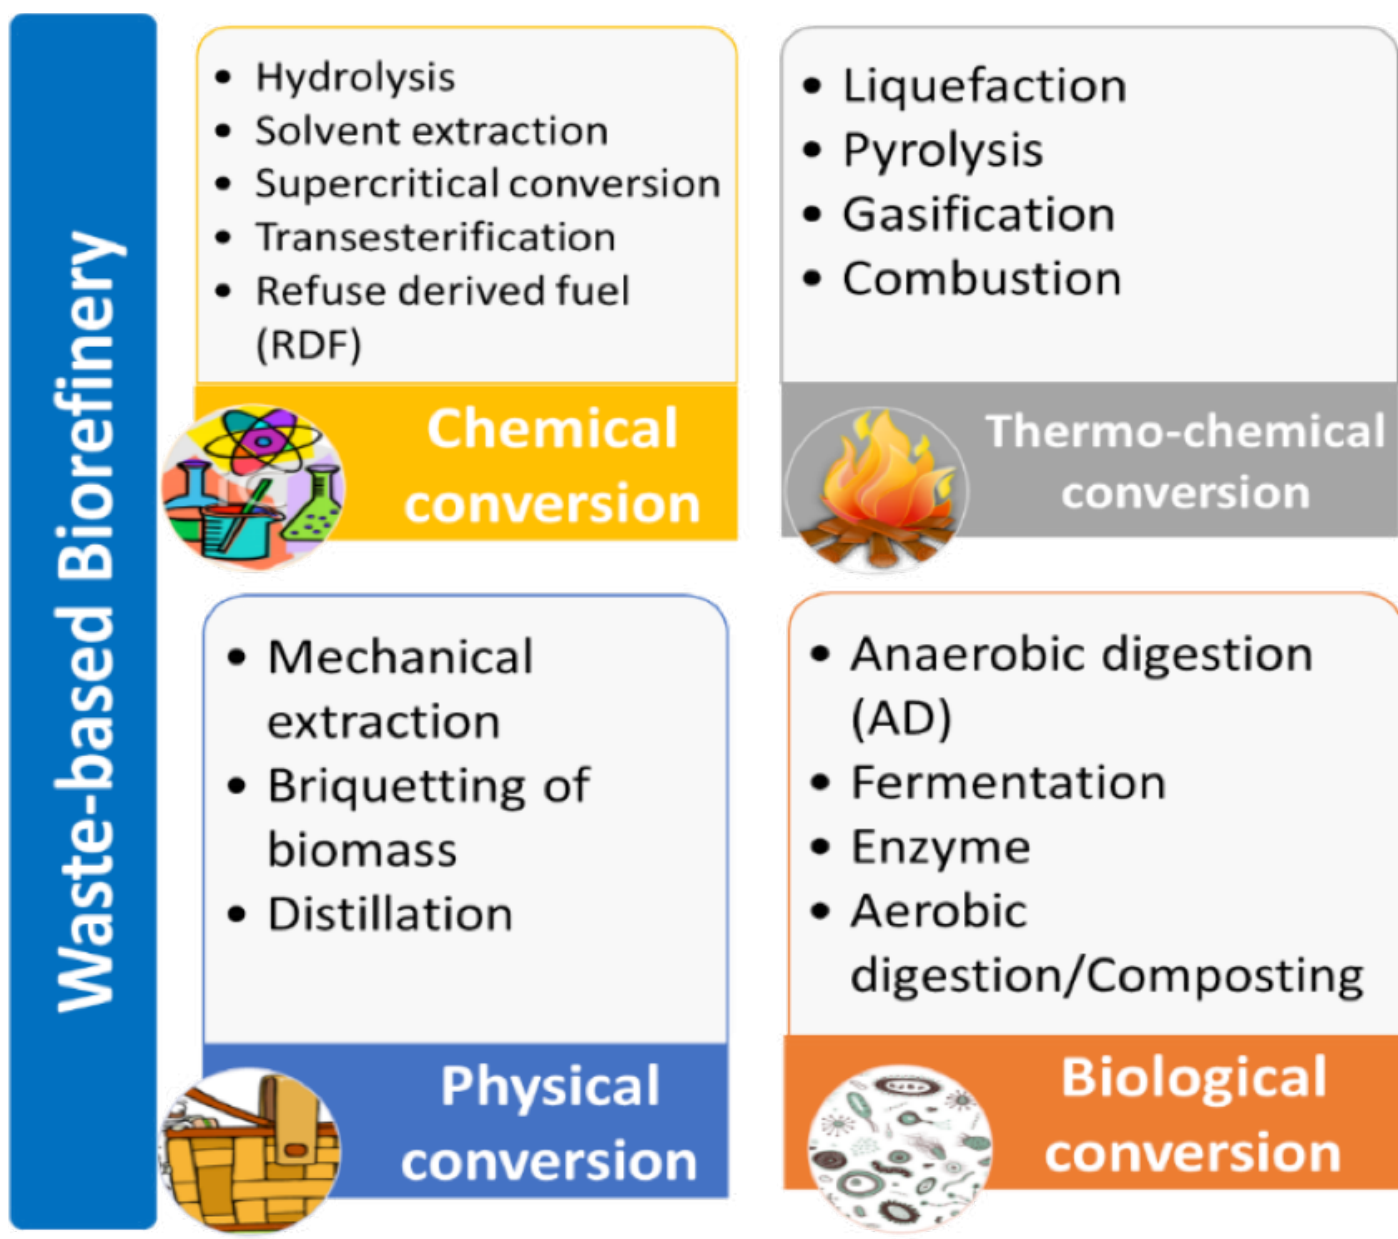 Waste-based Biorefinery
• Hydrolysis
• Solvent extraction
• Supercritical conversion
• Transesterification
• Refuse derived fuel
(RDF)
Chemical
conversion
• Liquefaction
• Pyrolysis
• Gasification
• Combustion
Thermo-chemical
conversion
• Mechanical
extraction
• Briquetting of
biomass
• Distillation
Physical
conversion
• Anaerobic digestion
(AD)
• Fermentation
• Enzyme
• Aerobic
digestion/Composting
Biological
conversion